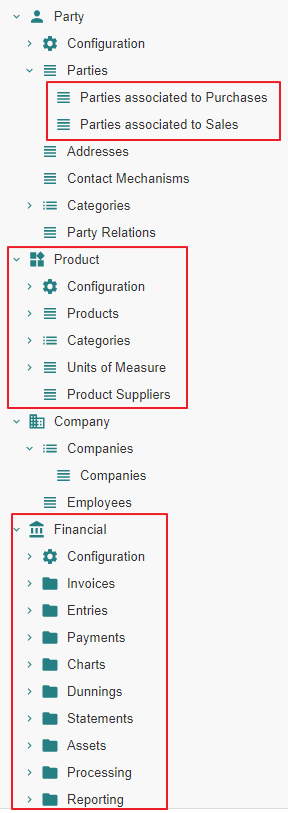 Party
Configuration
Parties
Parties associated to Purchases
Parties associated to Sales
Addresses
Contact Mechanisms
Categories
Party Relations
Product
Configuration
Products
Categories
Units of Measure
Product Suppliers
Company
Companies
Companies
Employees
Financial
Configuration
Invoices
Entries
Payments
Charts
Dunnings
Statements
Assets
Processing
Reporting